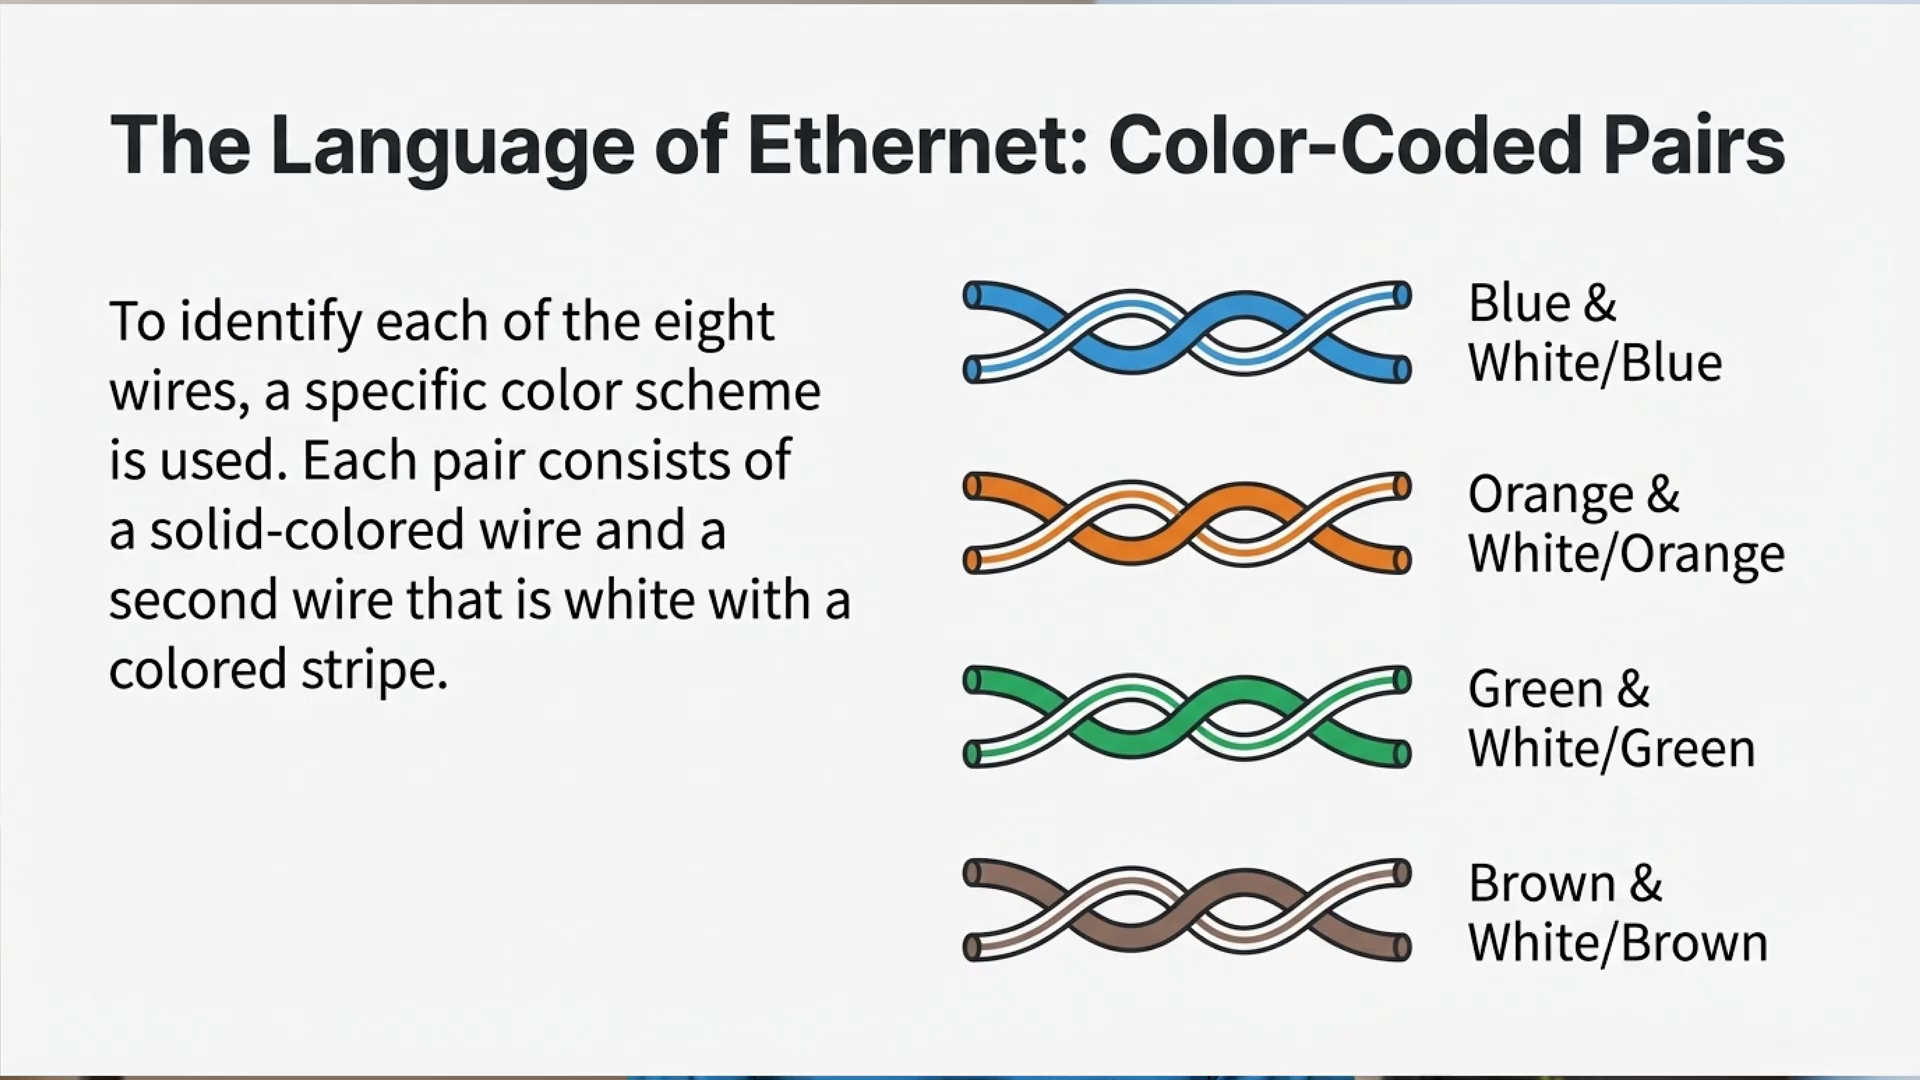 The Language of Ethernet: Color-Coded Pairs
To identify each of the eight
wires, a specific color scheme
is used. Each pair consists of
a solid-colored wire and a
second wire that is white with a
colored stripe.
Blue &
White/Blue
Orange &
White/Orange
Green &
White/Green
Brown &
White/Brown